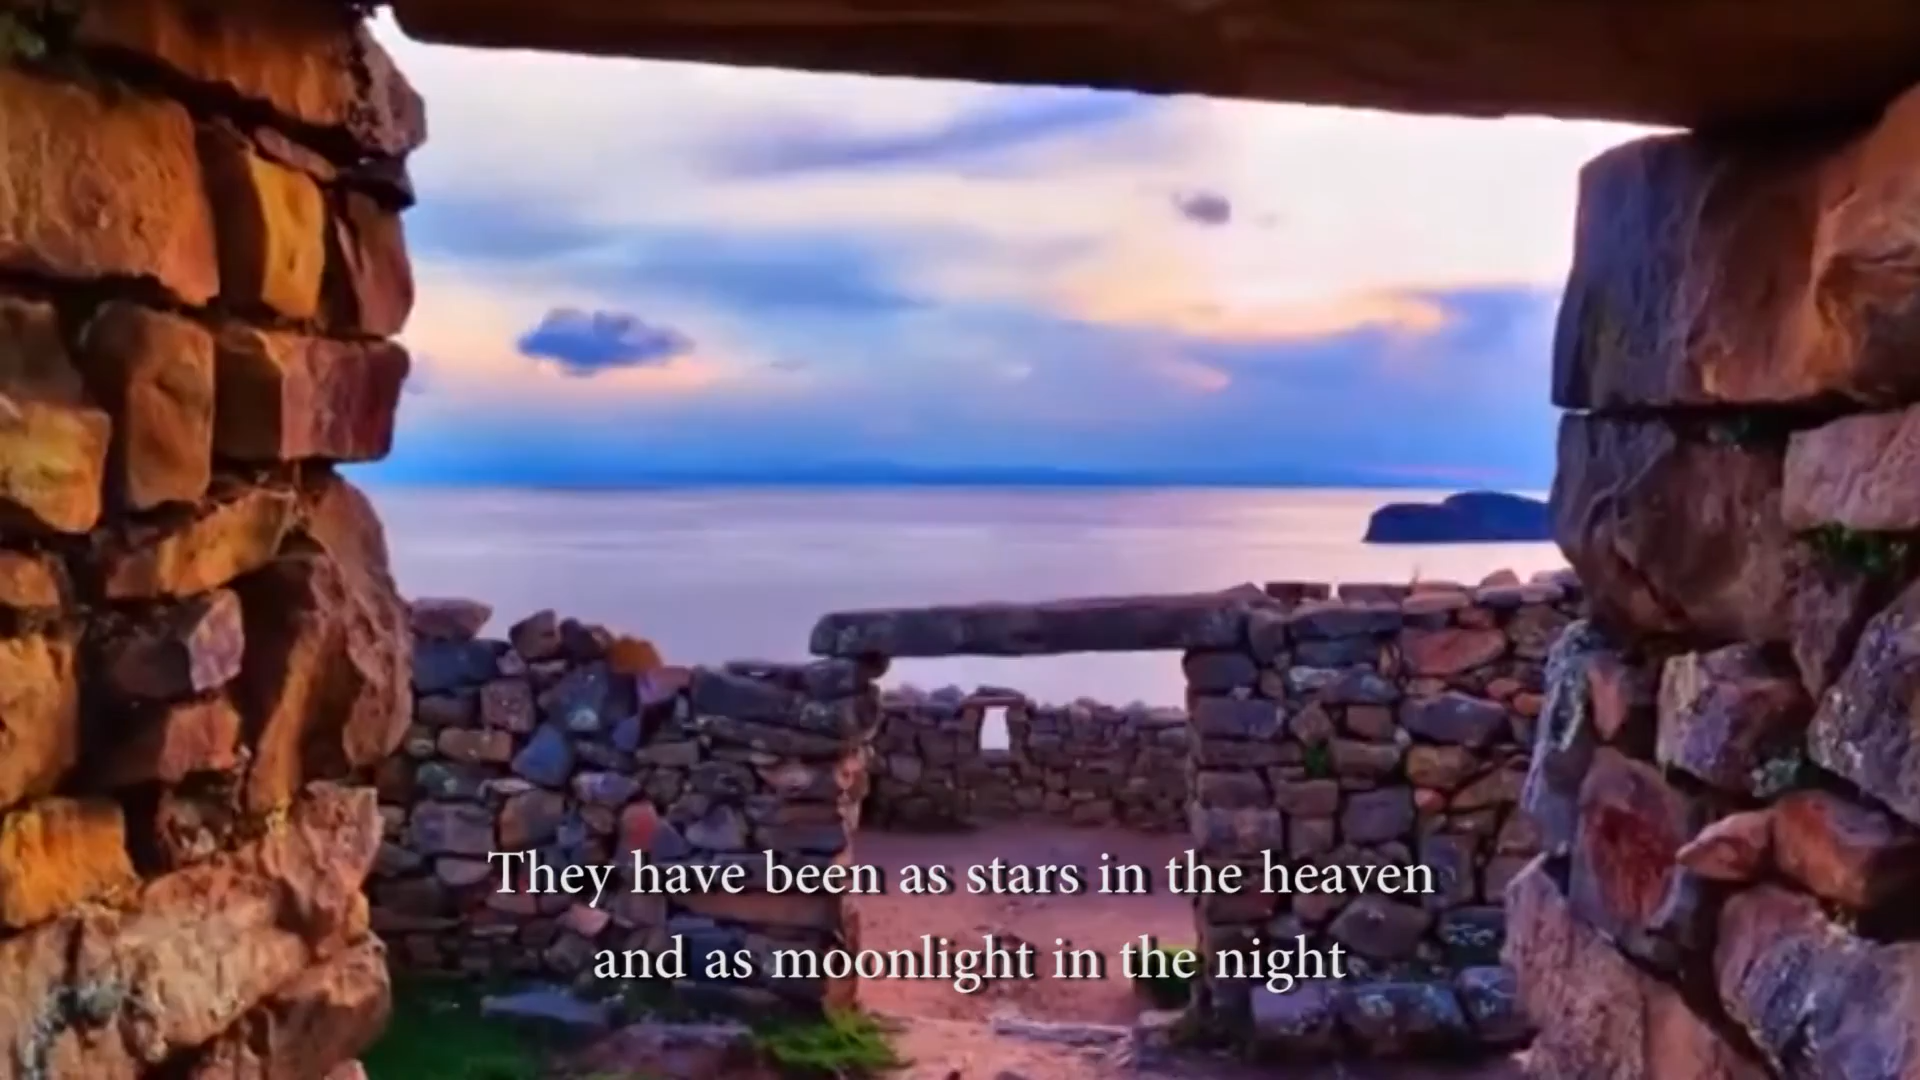 They have been as stars in the heaven
and as moonlight in the night